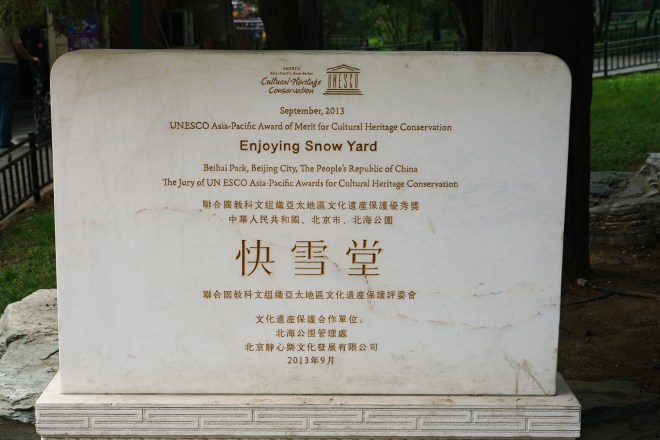 UNESCO
Asia-Pacific Awards for
Cultural Heritage
Conservation
UNESCO
September, 2013
UNESCO Asia-Pacific Award of Merit for Cultural Heritage Conservation
Enjoying Snow Yard
Beihai Park, Beijing City, The People's Republic of China
The Jury of UN ESCO Asia-Pacific Awards for Cultural Heritage Conservation
聯合國教科文組織亞太地區文化遺産保護優秀獎
中華人民共和國、北京市、北海公園
快雪堂
聯合國教科文組織亞太地區文化遺産保護評委會
文化遺産保護合作單位：
北海公園管理處
北京静心樂文化發展有限公司
2013年9月